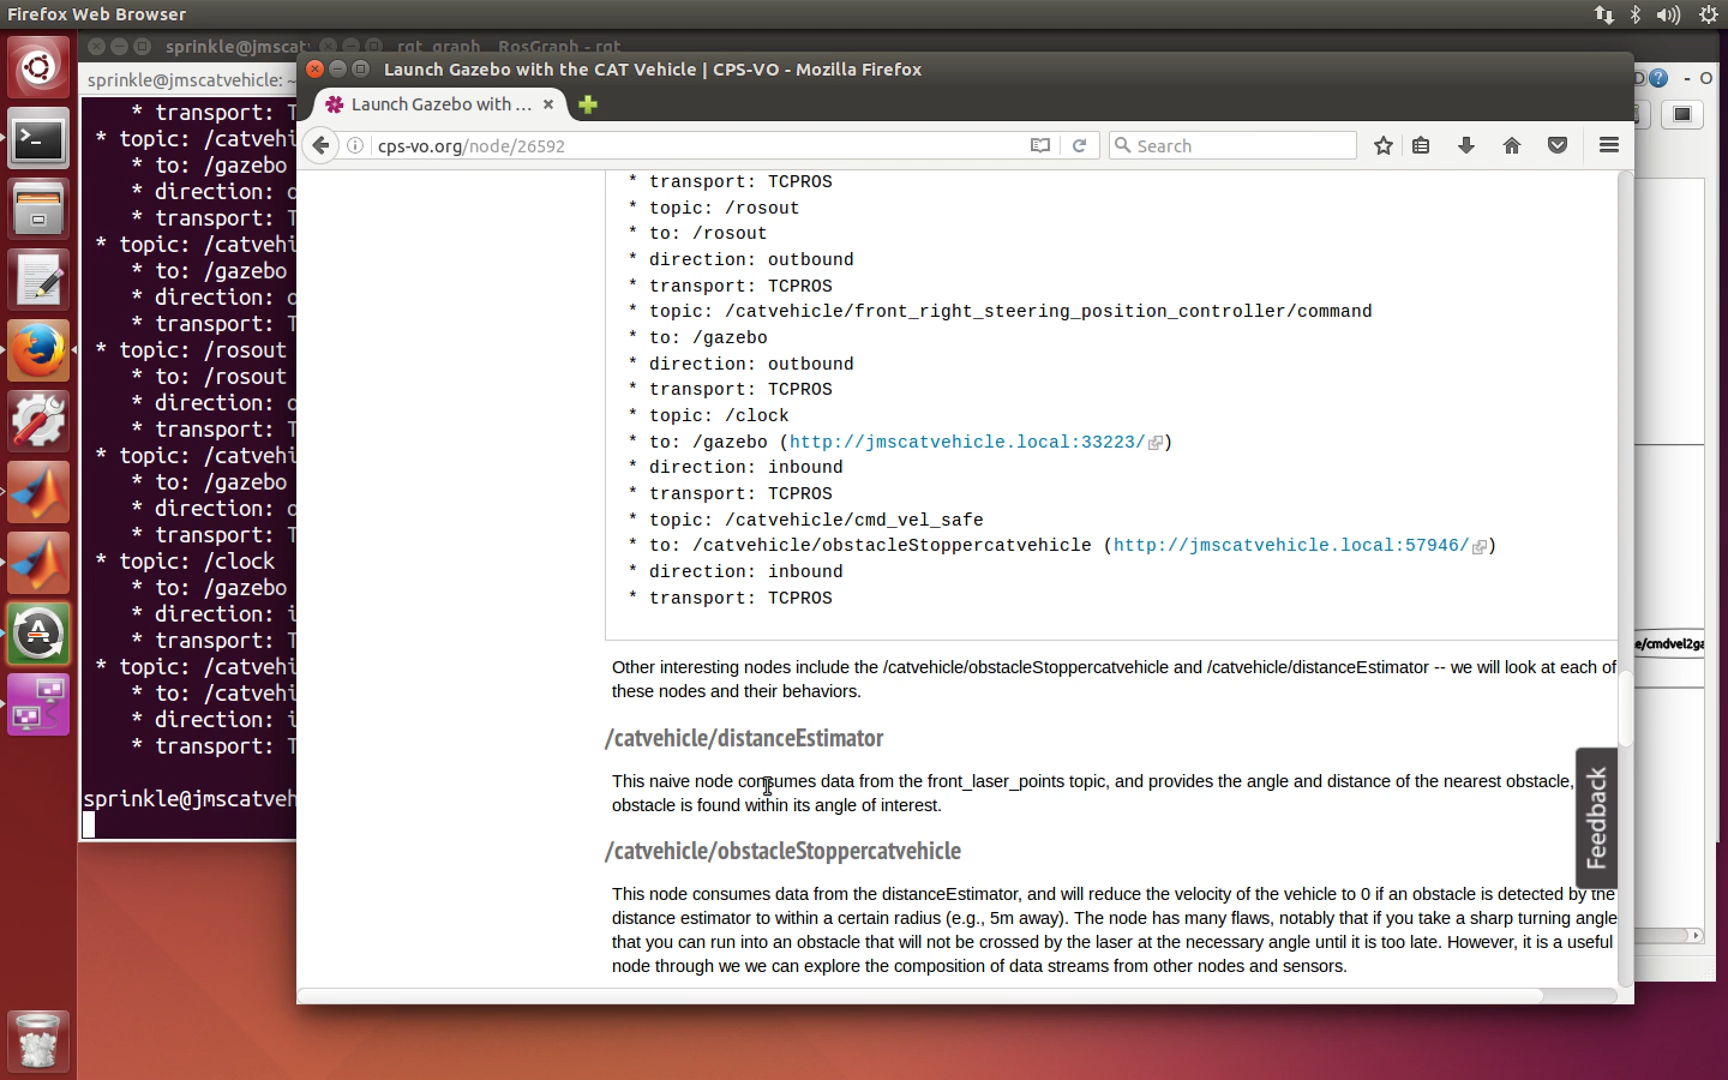 Firefox Web Browser
sprinkle@jmscat
rqt_graph__RosGraph - rqt
Launch Gazebo with the CAT Vehicle | CPS-VO - Mozilla Firefox
sprinkle@jmscatvehicle: ~
Launch Gazebo with ...
cps-vo.org/node/26592
Search
* transport: T
* topic: /catvehi
* to: /gazebo
* direction: o
* transport: T
* topic: /catvehi
* to: /gazebo
* direction: o
* transport: T
* topic: /rosout
* to: /rosout
* direction: o
* transport: T
* topic: /catvehi
* to: /gazebo
* direction: o
* transport: T
* topic: /clock
* to: /gazebo
* direction: i
* transport: T
* topic: /catvehi
* to: /catvehi
* direction: i
* transport: T
sprinkle@jmscatveh
* transport: TCPROS
* topic: /rosout
* to: /rosout
* direction: outbound
* transport: TCPROS
* topic: /catvehicle/front_right_steering_position_controller/command
* to: /gazebo
* direction: outbound
* transport: TCPROS
* topic: /clock
* to: /gazebo (http://jmscatvehicle.local:33223/)
* direction: inbound
* transport: TCPROS
* topic: /catvehicle/cmd_vel_safe
* to: /catvehicle/obstacleStoppercatvehicle (http://jmscatvehicle.local:57946/)
* direction: inbound
* transport: TCPROS
Other interesting nodes include the /catvehicle/obstacleStoppercatvehicle and /catvehicle/distanceEstimator -- we will look at each of
these nodes and their behaviors.
/catvehicle/distanceEstimator
This naive node consumes data from the front_laser_points topic, and provides the angle and distance of the nearest obstacle,
obstacle is found within its angle of interest.
/catvehicle/obstacleStoppercatvehicle
This node consumes data from the distanceEstimator, and will reduce the velocity of the vehicle to 0 if an obstacle is detected by the
distance estimator to within a certain radius (e.g., 5m away). The node has many flaws, notably that if you take a sharp turning angle
that you can run into an obstacle that will not be crossed by the laser at the necessary angle until it is too late. However, it is a useful
node through we we can explore the composition of data streams from other nodes and sensors.
Feedback
D? - O
e/cmdvel2ga